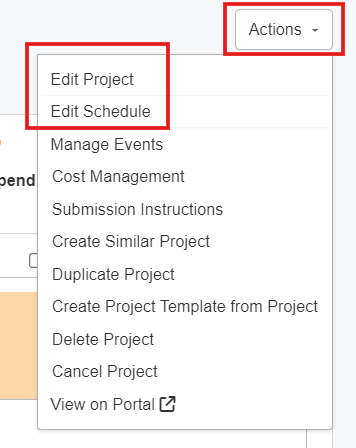 Actions
Edit Project
Edit Schedule
Manage Events
pend
Cost Management
Submission Instructions
Create Similar Project
Duplicate Project
Create Project Template from Project
Delete Project
Cancel Project
View on Portal